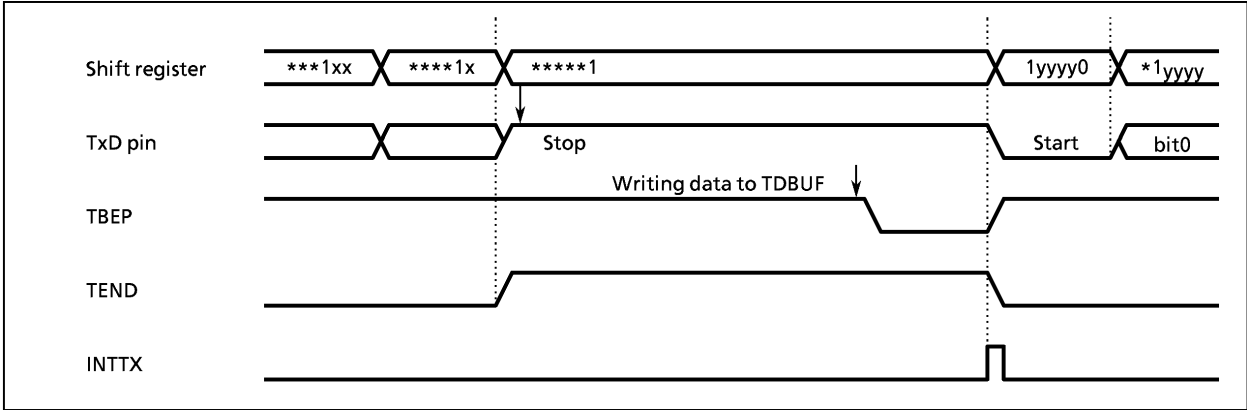 Shift register ***1xx ****1x *****1 1yyyy0 *1yyyy
TxD pin Stop Start bit0
Writing data to TDBUF
TBEP
TEND
INTTX